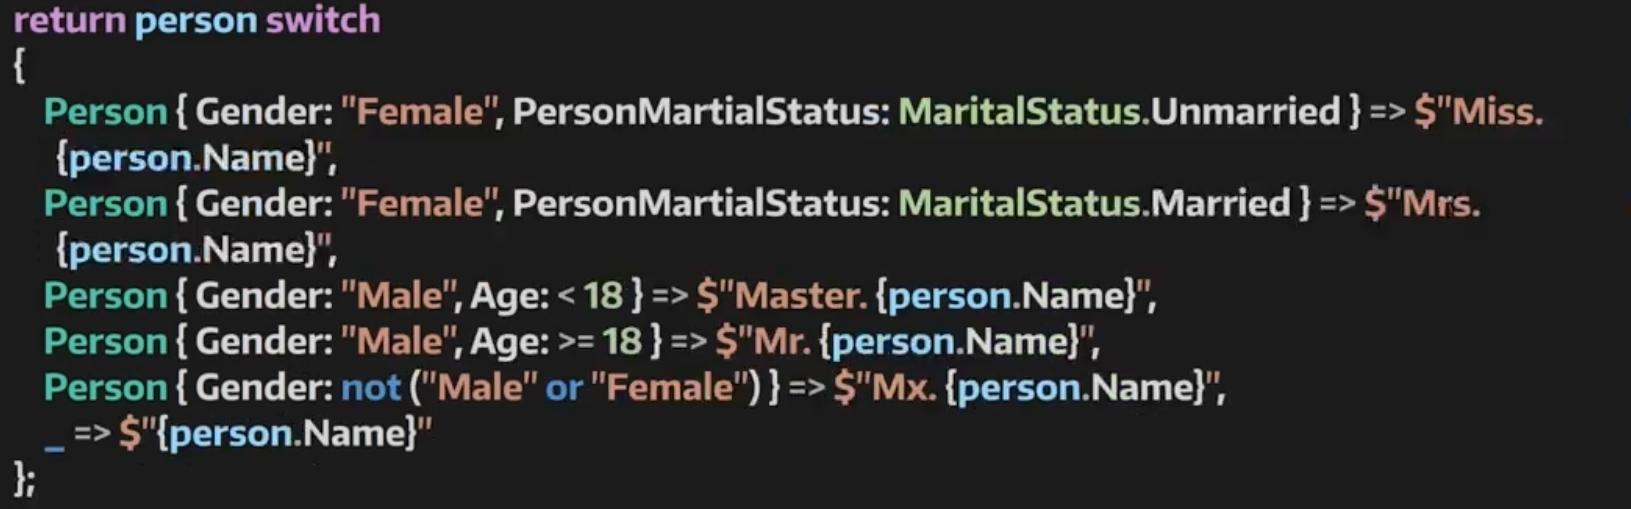 return person switch
{
Person { Gender: "Female", PersonMartialStatus: MaritalStatus.Unmarried } => $"Miss.
{person.Name}",
Person { Gender: "Female", PersonMartialStatus: MaritalStatus.Married } => $"Mrs.
{person.Name}",
Person { Gender: "Male", Age: < 18 } => $"Master. {person.Name}",
Person { Gender: "Male", Age: >= 18 } => $"Mr. {person.Name}",
Person { Gender: not ("Male" or "Female") } => $"Mx. {person.Name}",
_ => $"{person.Name}"
};